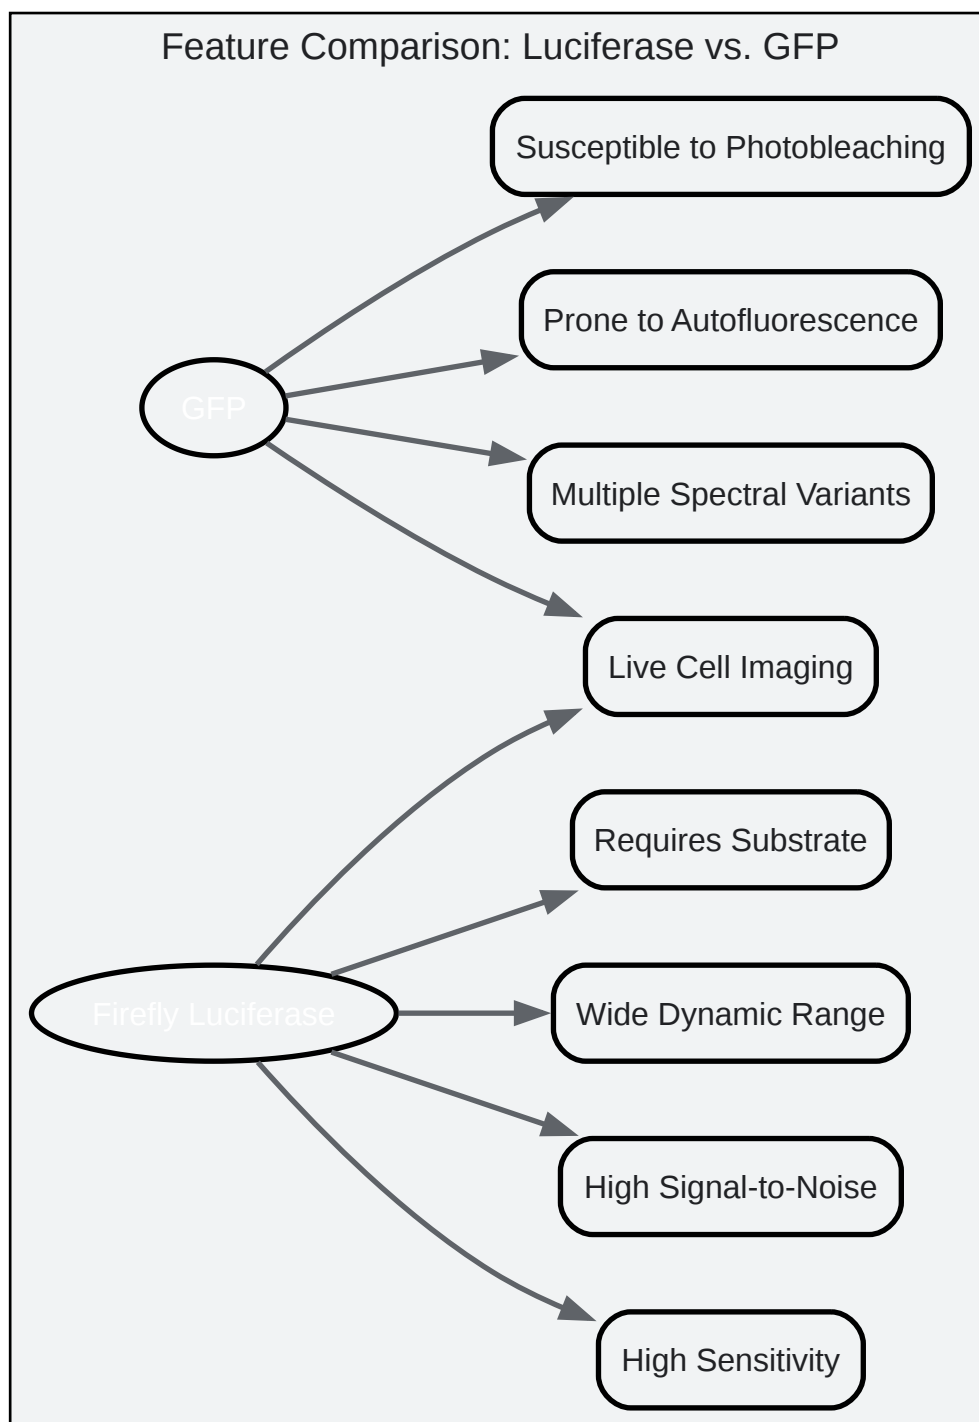 Feature Comparison: Luciferase vs. GFP
Susceptible to Photobleaching
Prone to Autofluorescence
GFP
Multiple Spectral Variants
Live Cell Imaging
Requires Substrate
Firefly Luciferase
Wide Dynamic Range
High Signal-to-Noise
High Sensitivity